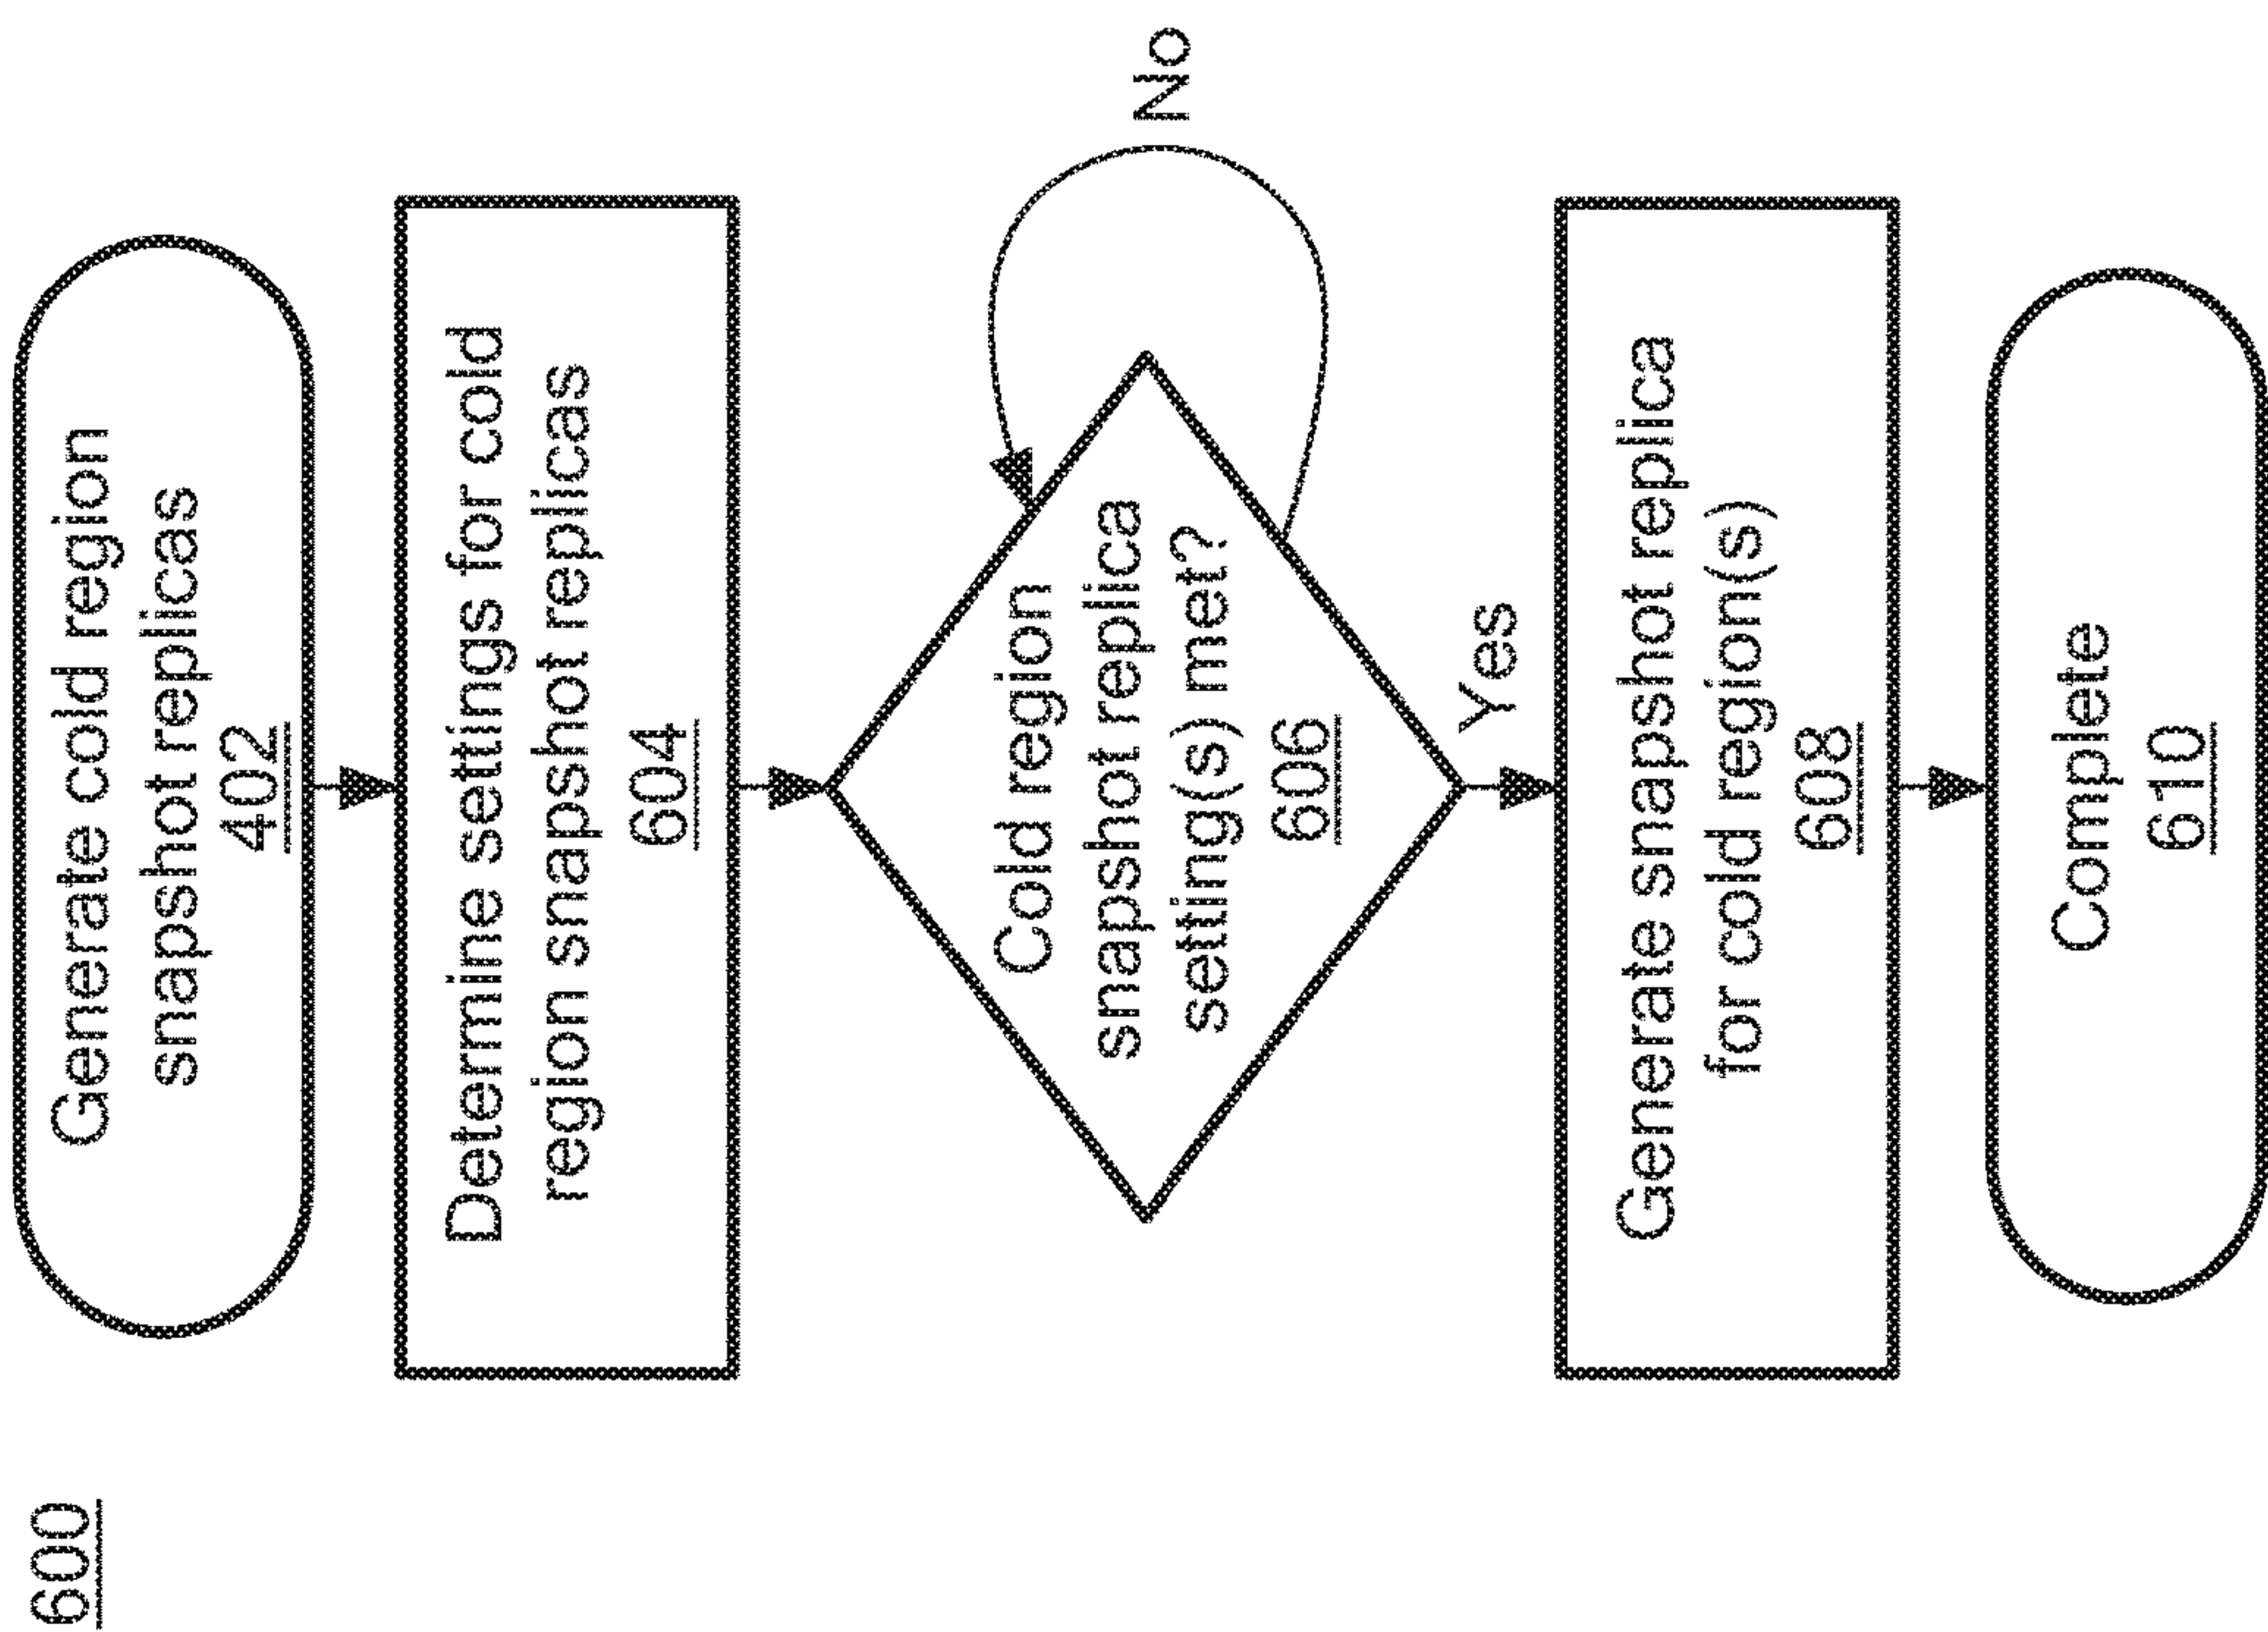 600
Generate cold region
snapshot replicas
402
Determine settings for cold
region snapshot replicas
604
Cold region
snapshot replica
setting(s) met?
606
No
Yes
Generate snapshot replica
for cold region(s)
608
Complete
610